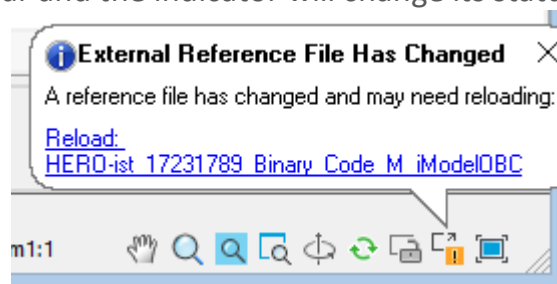 and the indicator will change its stat
External Reference File Has Changed
A reference file has changed and may need reloading:
Reload:
HERO-ist_17231789_Binary_Code_M_iModelOBC
m1:1